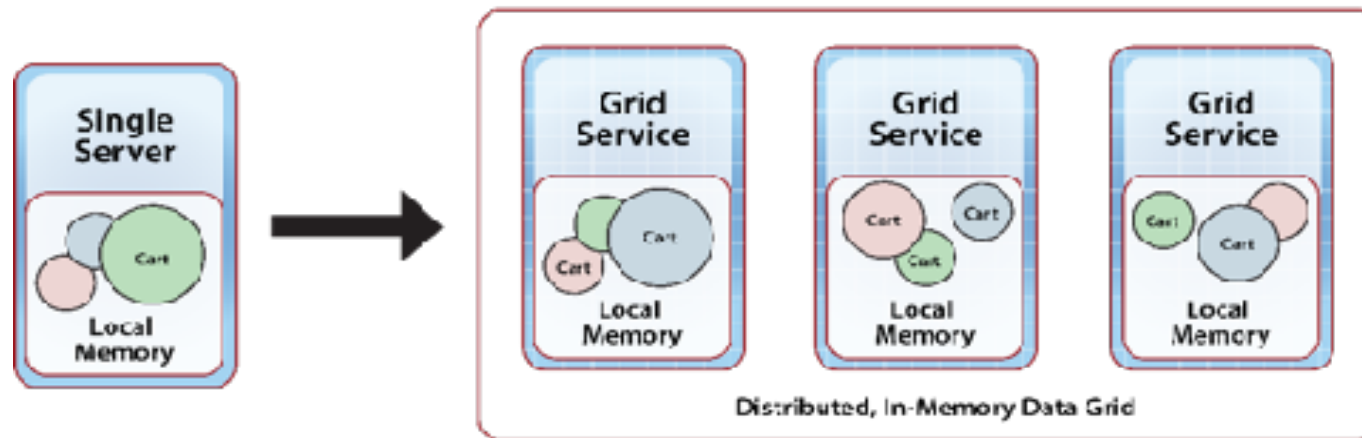 Single
Server
Cart
Local
Memory
Grid
Service
Cart
Cart
Local
Memory
Grid
Service
Cart
Cart
Cart
Local
Memory
Grid
Service
Cart
Cart
Local
Memory
Distributed, In-Memory Data Grid